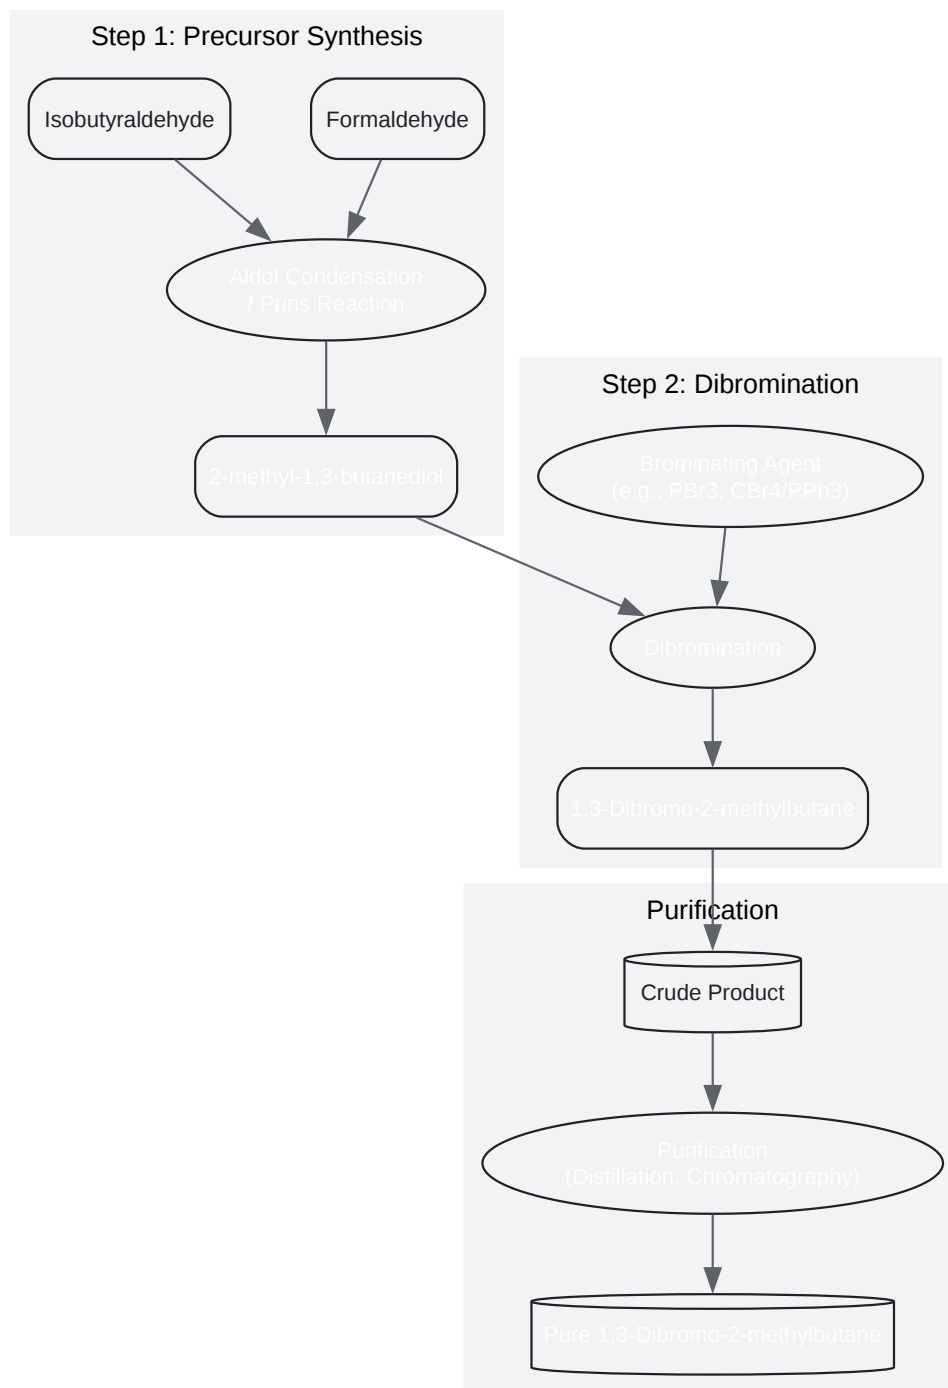 Step 1: Precursor Synthesis
Isobutyraldehyde
Formaldehyde
Aldol Condensation
/ Prins Reaction
2-methyl-1,3-butanediol
Step 2: Dibromination
Brominating Agent
(e.g., PBr3, CBr4/PPh3)
Dibromination
1,3-Dibromo-2-methylbutane
Purification
Crude Product
Purification
(Distillation, Chromatography)
Pure 1,3-Dibromo-2-methylbutane